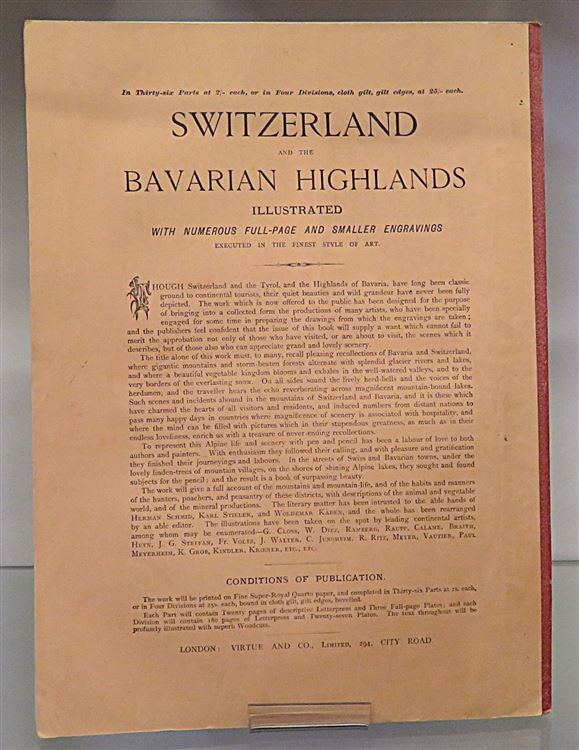 In Thirty-six Parts at 2/- each, or in Four Divisions, cloth gilt, gilt edges, at 25/- each.
SWITZERLAND
AND THE
BAVARIAN HIGHLANDS
ILLUSTRATED
WITH NUMEROUS FULL-PAGE AND SMALLER ENGRAVINGS
EXECUTED IN THE FINEST STYLE OF ART.
THOUGH Switzerland and the Tyrol, and the Highlands of Bavaria, have long been classic
ground to continental tourists, their quiet beauties and wild grandeur have never been fully
depicted. The work which is now offered to the public has been designed for the purpose
of bringing into a collected form the productions of many artists, who have been specially
engaged for some time in preparing the drawings from which the engravings are taken;
and the publishers feel confident that the issue of this book will supply a want which cannot fail to
merit the approbation not only of those who have visited, or are about to visit, the scenes which it
describes, but of those also who can appreciate grand and lovely scenery.
The title alone of this work must, to many, recall pleasing recollections of Bavaria and Switzerland,
where gigantic mountains and storm-beaten forests alternate with splendid glacier rivers and lakes,
and where a beautiful vegetable kingdom blooms and exhales in the well-watered valleys, and to the
very borders of the everlasting snow. On all sides sound the lively herd-bells and the voices of the
herdsmen, and the traveller hears the echo reverberating across magnificent mountain-bound lakes.
Such scenes and incidents abound in the mountains of Switzerland and Bavaria, and it is these which
have charmed the hearts of all visitors and residents, and induced numbers from distant nations to
pass many happy days in countries where magnificence of scenery is associated with hospitality, and
where the mind can be filled with pictures which in their stupendous greatness, as much as in their
endless loveliness, enrich us with a treasure of never-ending recollections.
To represent this Alpine life and scenery with pen and pencil has been a labour of love to both
authors and painters. With enthusiasm they followed their calling, and with pleasure and gratification
they finished their journeyings and labours. In the streets of Swiss and Bavarian towns, under the
lovely linden-trees of mountain villages, on the shores of shining Alpine lakes, they sought and found
subjects for the pencil; and the result is a book of surpassing beauty.
The work will give a full account of the mountains and mountain-life, and of the habits and manners
of the hunters, poachers, and peasantry of these districts, with descriptions of the animal and vegetable
world, and of the mineral productions. The literary matter has been intrusted to the able hands of
HERMAN SCHMID, KARL STIELER, and WOLDEMAR KADEN, and the whole has been rearranged
by an able editor. The illustrations have been taken on the spot by leading continental artists,
among whom may be enumerated—G. CLOSS, W. DIEZ, RAMBERG, RAUPP, CALAME, BRAITH,
HEYN, J. G. STEFFAN, FR. VOLTZ, J. WALTER, C. JUNGHEIM, R. RITZ, MEYER, VAUTIER, PAUL
MEYERHEIM, K. GROB, KINDLER, KRŒNER, ETC., ETC.
CONDITIONS OF PUBLICATION.
The work will be printed on Fine Super-Royal Quarto paper, and completed in Thirty-six Parts at 2s. each,
or in Four Divisions at 25s. each, bound in cloth gilt, gilt edges, bevelled.
Each Part will contain Twenty pages of descriptive Letterpress and Three Full-page Plates; and each
Division will contain 180 pages of Letterpress and Twenty-seven Plates. The text throughout will be
profusely illustrated with superb Woodcuts.
LONDON: VIRTUE AND CO., LIMITED, 294, CITY ROAD